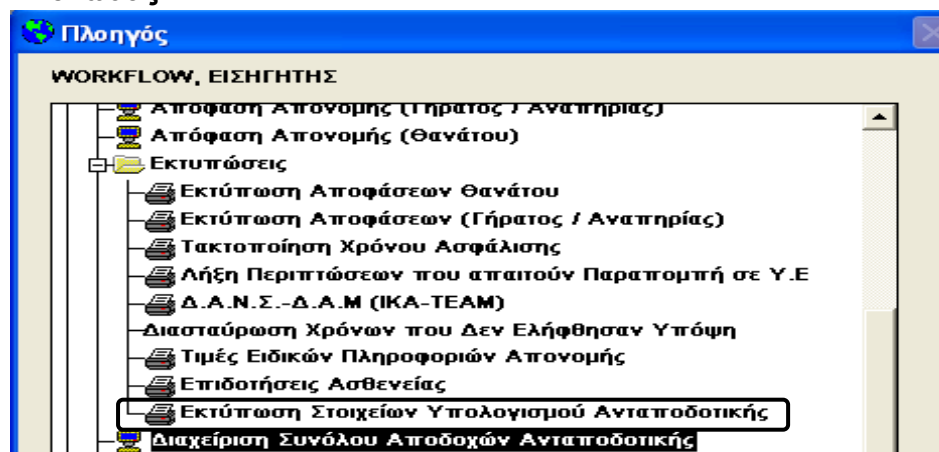 Πλοηγός
WORKFLOW, ΕΙΣΗΓΗΤΗΣ
Απόφαση Απονομής (Γήρατος / Αναπηρίας)
Απόφαση Απονομής (Θανάτου)
Εκτυπώσεις
Εκτύπωση Αποφάσεων Θανάτου
Εκτύπωση Αποφάσεων (Γήρατος / Αναπηρίας)
Τακτοποίηση Χρόνου Ασφάλισης
Λήξη Περιπτώσεων που απαιτούν Παραπομπή σε Υ.Ε
Δ.Α.Ν.Σ.-Δ.Α.Μ (ΙΚΑ-TEAM)
Διασταύρωση Χρόνων που Δεν Ελήφθησαν Υπόψη
Τιμές Ειδικών Πληροφοριών Απονομής
Επιδοτήσεις Ασθενείας
Εκτύπωση Στοιχείων Υπολογισμού Ανταποδοτικής
Διαχείριση Συνόλου Αποδοχών Ανταποδοτικής